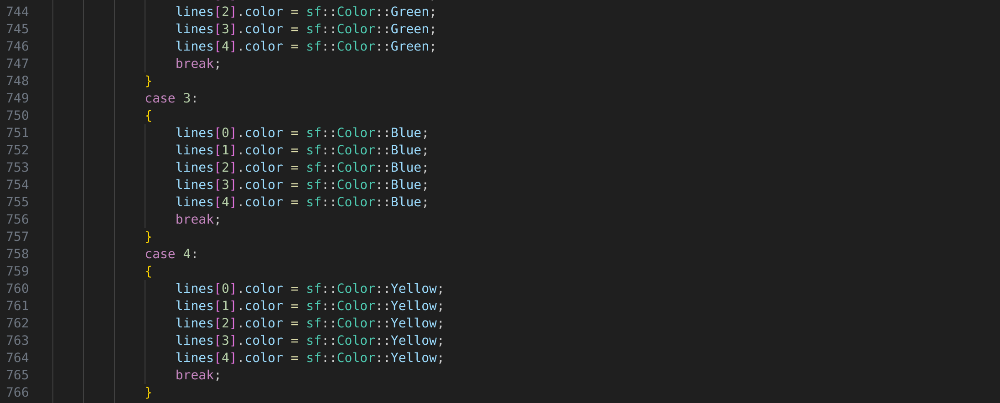 744 lines[2].color = sf::Color::Green;
745 lines[3].color = sf::Color::Green;
746 lines[4].color = sf::Color::Green;
747 break;
748 }
749 case 3:
750 {
751 lines[0].color = sf::Color::Blue;
752 lines[1].color = sf::Color::Blue;
753 lines[2].color = sf::Color::Blue;
754 lines[3].color = sf::Color::Blue;
755 lines[4].color = sf::Color::Blue;
756 break;
757 }
758 case 4:
759 {
760 lines[0].color = sf::Color::Yellow;
761 lines[1].color = sf::Color::Yellow;
762 lines[2].color = sf::Color::Yellow;
763 lines[3].color = sf::Color::Yellow;
764 lines[4].color = sf::Color::Yellow;
765 break;
766 }